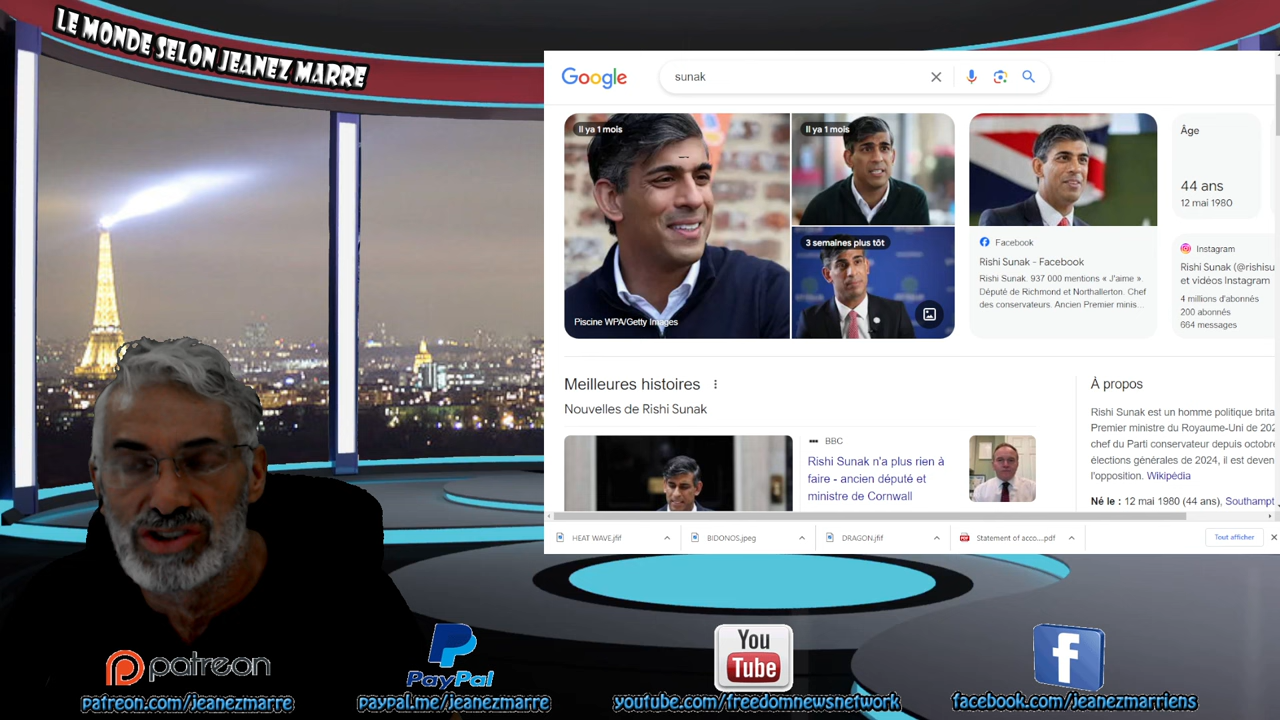 LE MONDE SELON JEANEZ MARRE
Google
sunak
Il ya 1 mois
Piscine WPA/Getty Images
Il ya 1 mois
3 semaines plus tôt
Facebook
Rishi Sunak - Facebook
Rishi Sunak. 937 000 mentions « J'aime »
Député de Richmond et Northallerton. Chef
des conservateurs. Ancien Premier minis...
Âge
44 ans
12 mai 1980
Instagram
Rishi Sunak (@rishisu
et vidéos Instagram
4 millions d'abonnés
200 abonnés
664 messages
Meilleures histoires
Nouvelles de Rishi Sunak
BBC
Rishi Sunak n'a plus rien à
faire - ancien député et
ministre de Cornwall
À propos
Rishi Sunak est un homme politique brita
Premier ministre du Royaume-Uni de 202
chef du Parti conservateur depuis octobre
élections générales de 2024, il est deven
l'opposition. Wikipédia
Né le : 12 mai 1980 (44 ans), Southampt
HEAT WAVE.jfif
BIDONOS.jpeg
DRAGON.jfif
PDF
Statement of acco....pdf
Tout afficher
patreon
patreon.com/jeanezmarre
PayPal
paypal.me/jeanezmarre
You
Tube
youtube.com/freedomnewsnetwork
f
facebook.com/jeanezmarriens